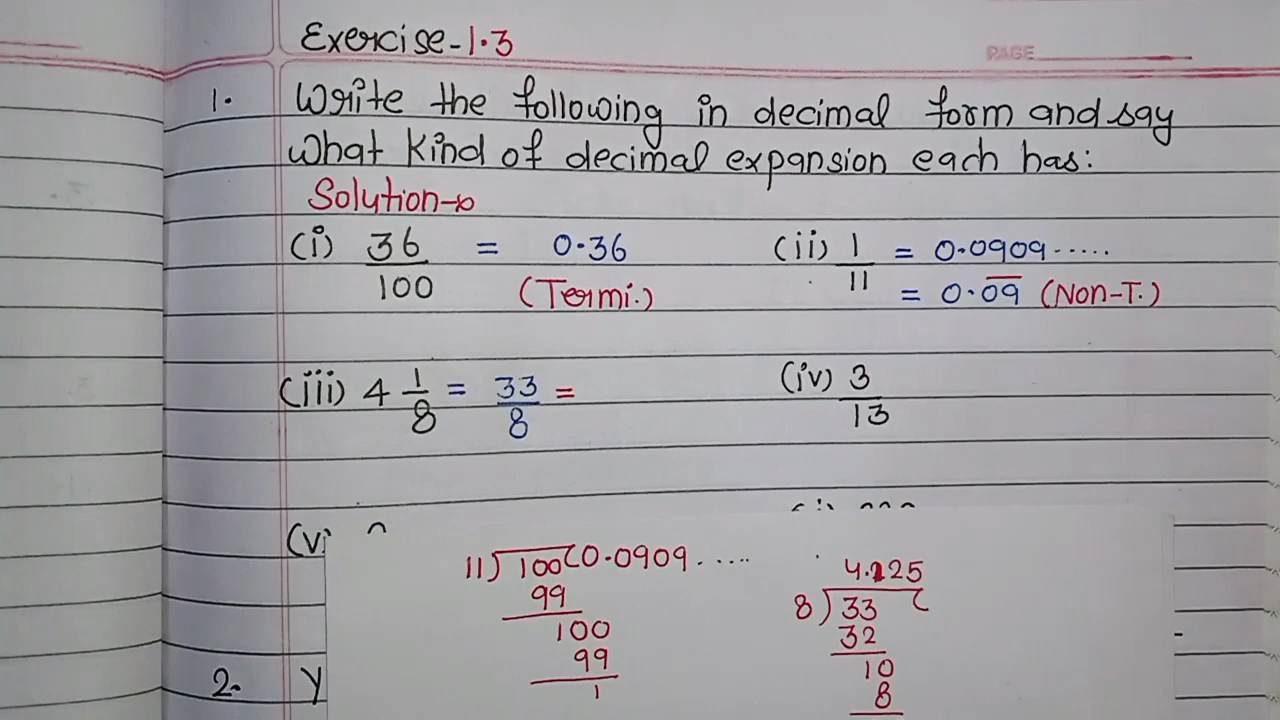 Exercise-1.3
PAGE
1. Write the following in decimal form and say
what kind of decimal expansion each has:
Solution→
(i) 36/100 = 0.36 (Termi.)
(ii) 1/11 = 0.0909.....
= 0.0̅9̅ (Non-T.)
(iii) 4 1/8 = 33/8 =
(iv) 3/13
(v)
11) 100 (0.0909.....
99
100
99
1
4.125
8) 33 (
32
10
8
2. Y